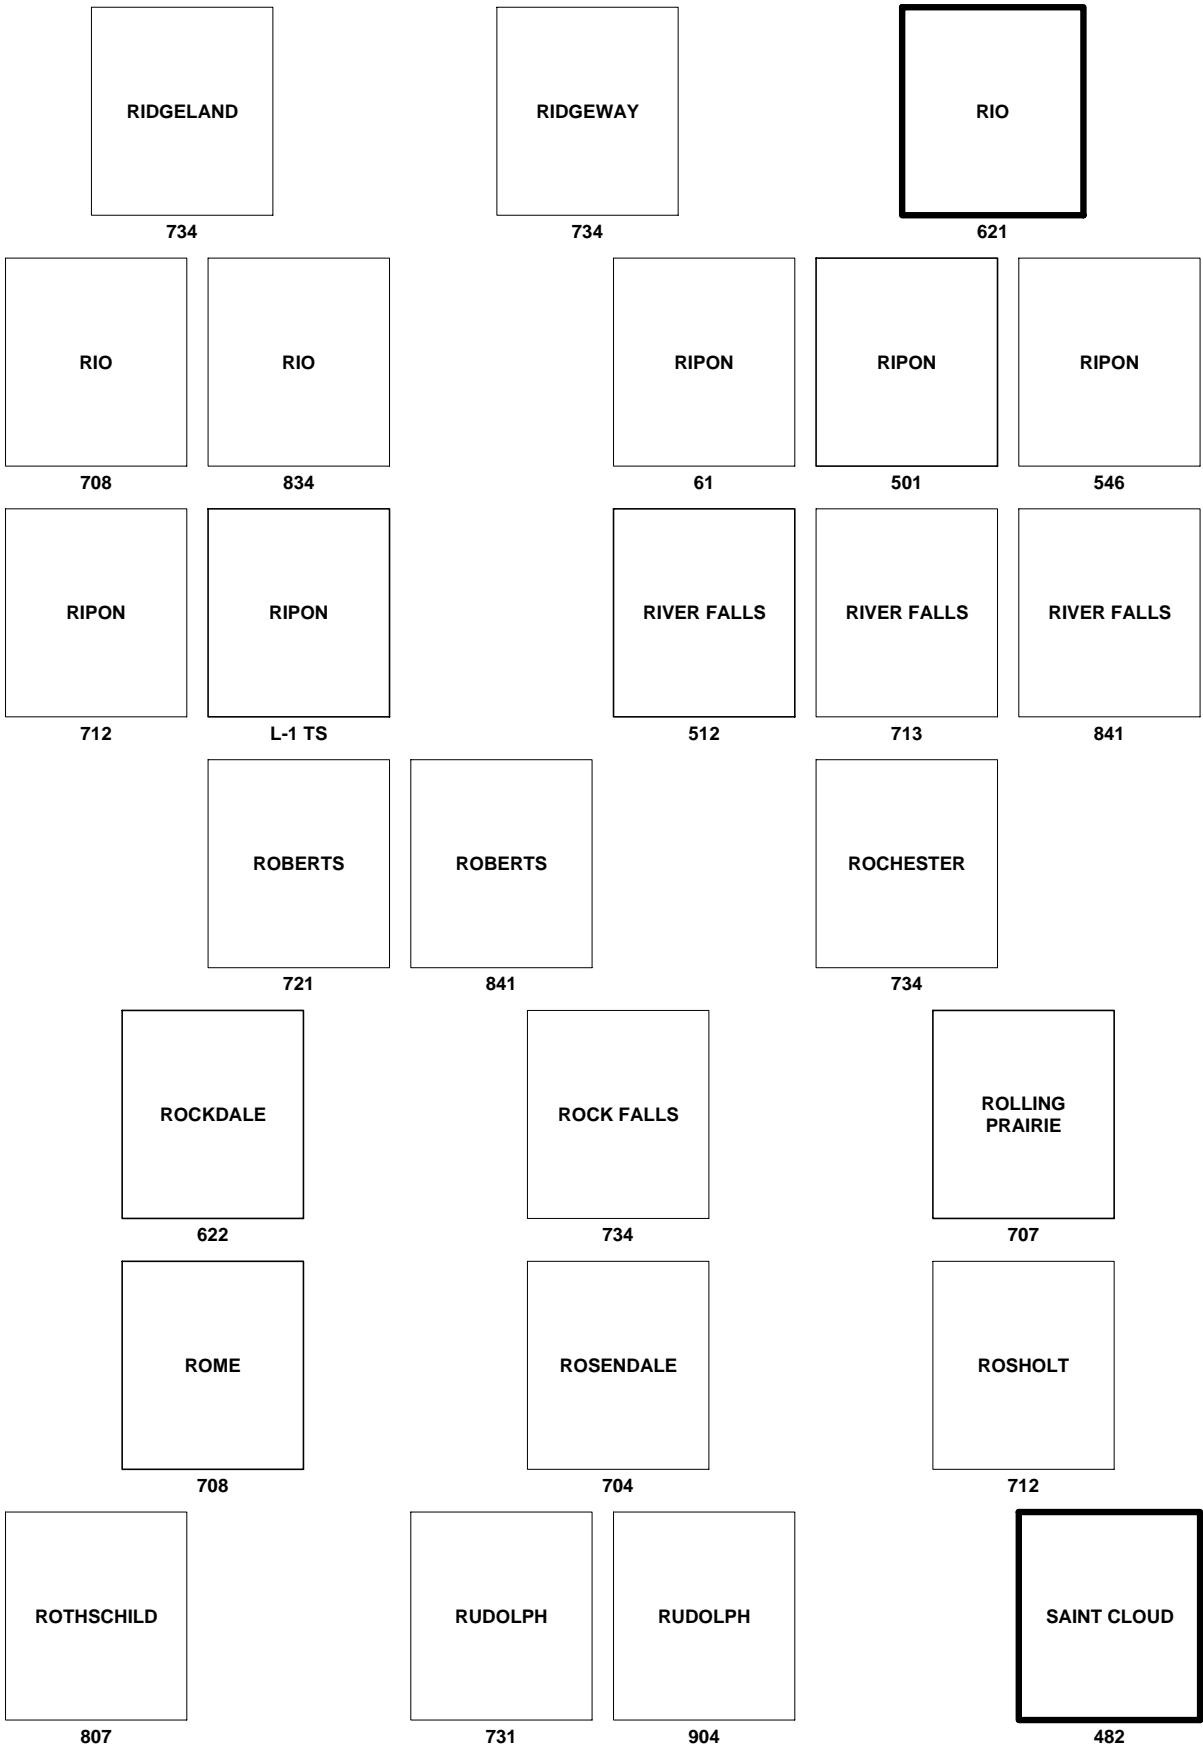 RIDGELAND
RIDGEWAY
RIO
734
734
621
RIO
RIO
RIPON
RIPON
RIPON
708
834
61
501
546
RIPON
RIPON
RIVER FALLS
RIVER FALLS
RIVER FALLS
712
L-1 TS
512
713
841
ROBERTS
ROBERTS
ROCHESTER
721
841
734
ROCKDALE
ROCK FALLS
ROLLING
PRAIRIE
622
734
707
ROME
ROSENDALE
ROSHOLT
708
704
712
ROTHSCHILD
RUDOLPH
RUDOLPH
SAINT CLOUD
807
731
904
482